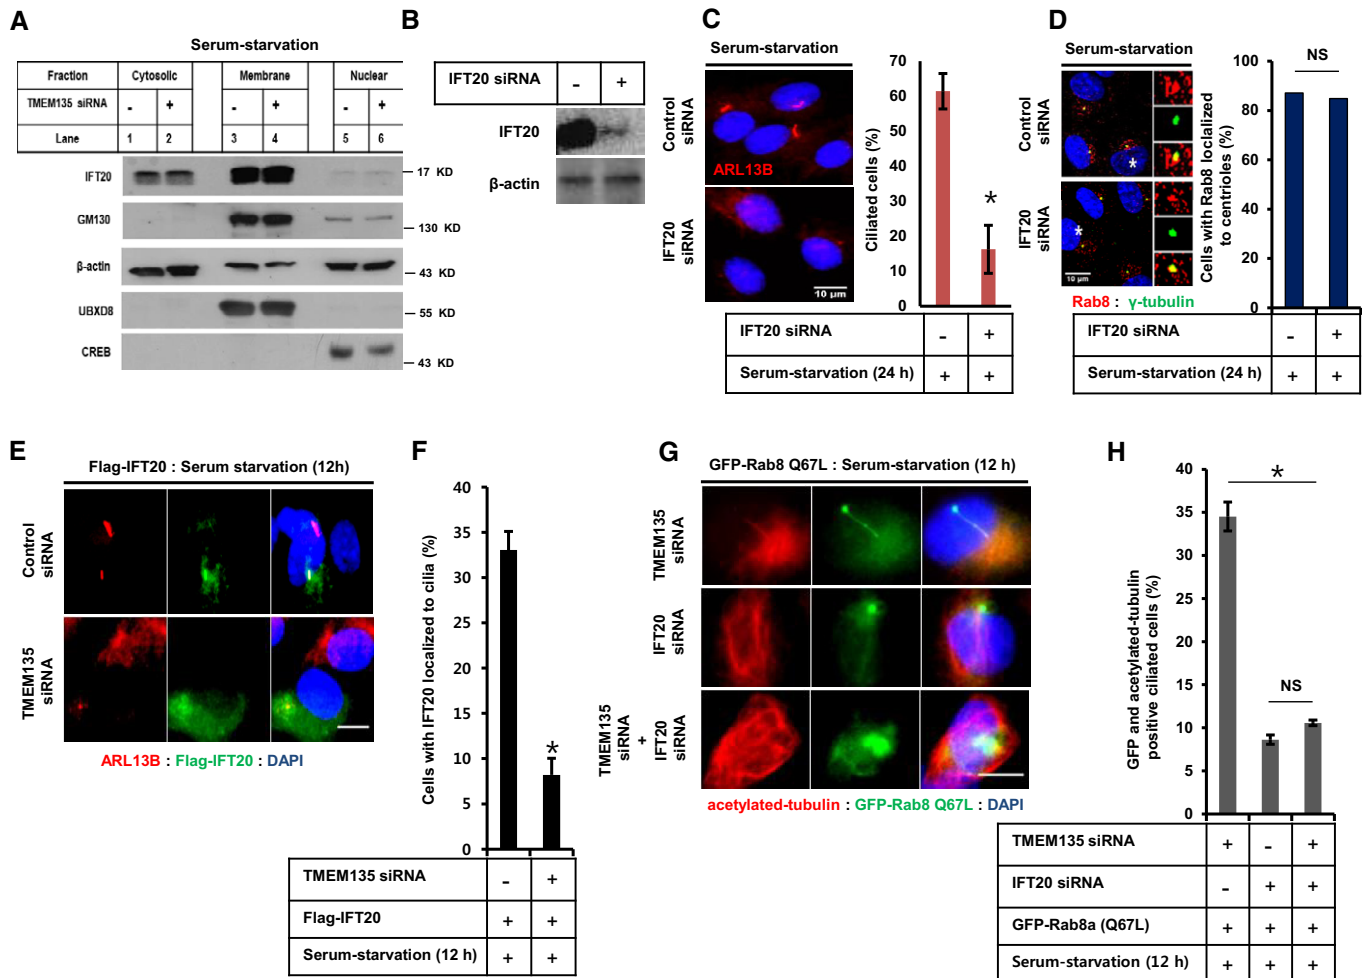 A
Serum-starvation
Fraction Cytosolic Membrane Nuclear
TMEM135 siRNA - + - + - +
Lane 1 2 3 4 5 6
IFT20 17 KD
GM130 130 KD
β-actin 43 KD
UBXD8 55 KD
CREB 43 KD
B
IFT20 siRNA - +
IFT20
β-actin
C
Serum-starvation
Control siRNA
ARL13B
IFT20 siRNA
10 µm
Ciliated cells (%)
70
60
50
40
30
20
10
0
*
IFT20 siRNA - +
Serum-starvation (24 h) + +
D
Serum-starvation
Control siRNA
*
IFT20 siRNA
*
10 µm
Rab8 : γ-tubulin
Cells with Rab8 loclalized
to centrioles (%)
100
80
60
40
20
0
NS
IFT20 siRNA - +
Serum-starvation (24 h) + +
E
Flag-IFT20 : Serum starvation (12h)
Control siRNA
TMEM135 siRNA
ARL13B : Flag-IFT20 : DAPI
F
Cells with IFT20 localized to cilia (%)
40
35
30
25
20
15
10
5
0
*
TMEM135 siRNA - +
Flag-IFT20 + +
Serum-starvation (12 h) + +
G
GFP-Rab8 Q67L : Serum-starvation (12 h)
TMEM135 siRNA
IFT20 siRNA
TMEM135 siRNA + IFT20 siRNA
acetylated-tubulin : GFP-Rab8 Q67L : DAPI
H
GFP and acetylated-tubulin
positive ciliated cells (%)
40
35
30
25
20
15
10
5
0
*
NS
TMEM135 siRNA + - +
IFT20 siRNA - + +
GFP-Rab8a (Q67L) + + +
Serum-starvation (12 h) + + +